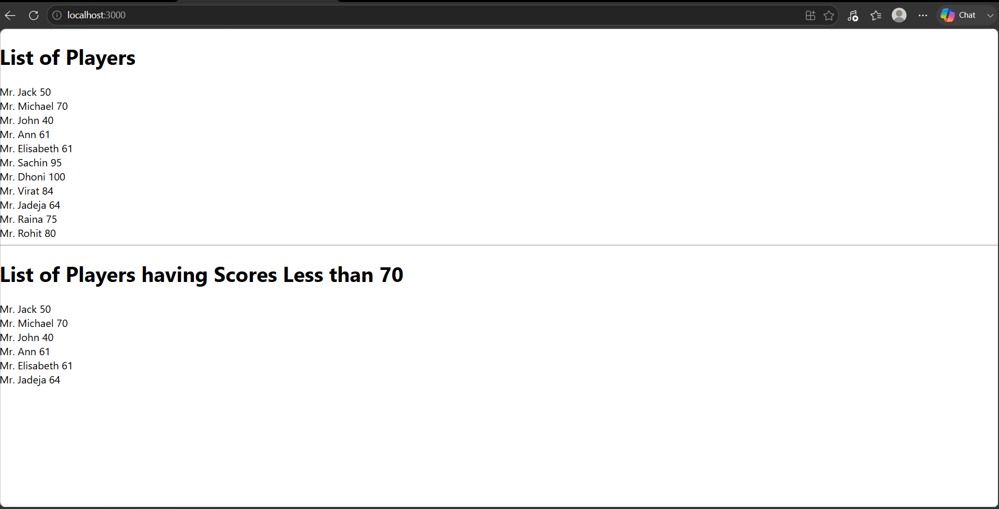 localhost:3000
Chat
List of Players
Mr. Jack 50
Mr. Michael 70
Mr. John 40
Mr. Ann 61
Mr. Elisabeth 61
Mr. Sachin 95
Mr. Dhoni 100
Mr. Virat 84
Mr. Jadeja 64
Mr. Raina 75
Mr. Rohit 80
List of Players having Scores Less than 70
Mr. Jack 50
Mr. Michael 70
Mr. John 40
Mr. Ann 61
Mr. Elisabeth 61
Mr. Jadeja 64